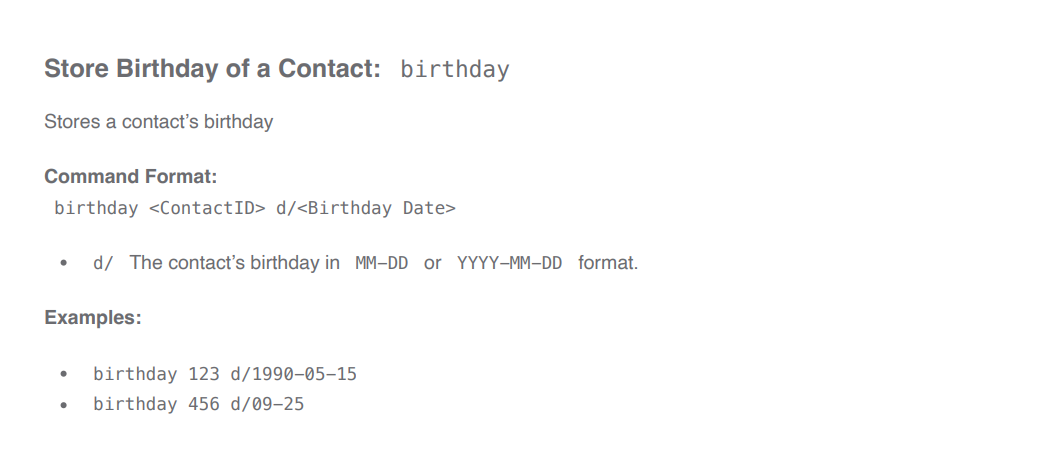 Store Birthday of a Contact: birthday
Stores a contact’s birthday
Command Format:
birthday <ContactID> d/<Birthday Date>
• d/ The contact’s birthday in MM-DD or YYYY-MM-DD format.
Examples:
• birthday 123 d/1990-05-15
• birthday 456 d/09-25